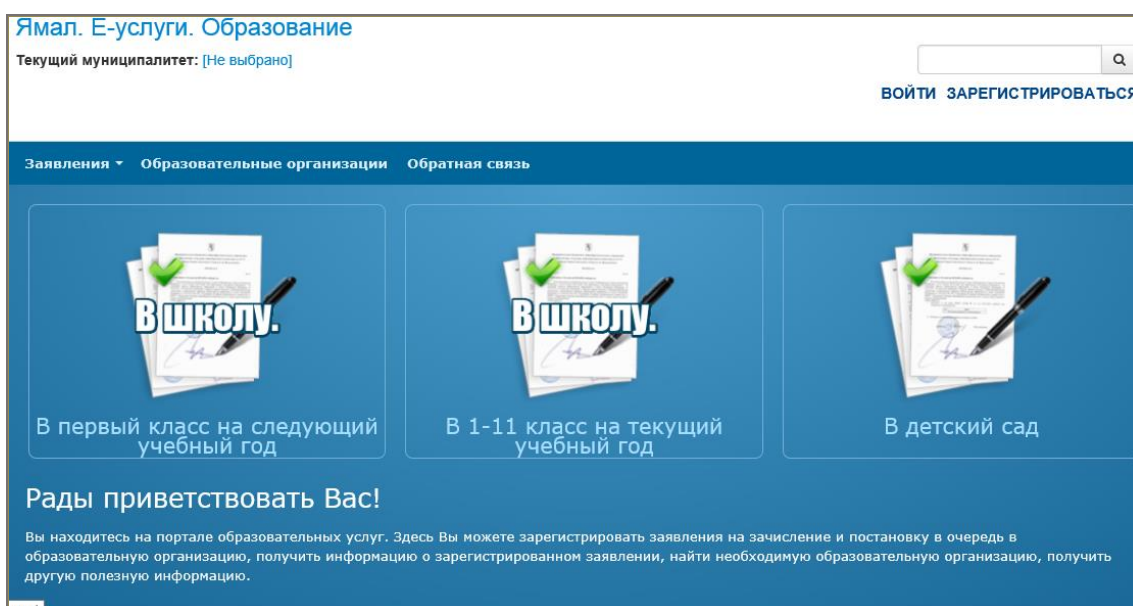 Ямал. Е-услуги. Образование
Текущий муниципалитет: [Не выбрано]
ВОЙТИ ЗАРЕГИСТРИРОВАТЬСЯ
Заявления Образовательные организации Обратная связь
В школу.
В школу.
В первый класс на следующий
учебный год
В 1-11 класс на текущий
учебный год
В детский сад
Рады приветствовать Вас!
Вы находитесь на портале образовательных услуг. Здесь Вы можете зарегистрировать заявления на зачисление и постановку в очередь в
образовательную организацию, получить информацию о зарегистрированном заявлении, найти необходимую образовательную организацию, получить
другую полезную информацию.